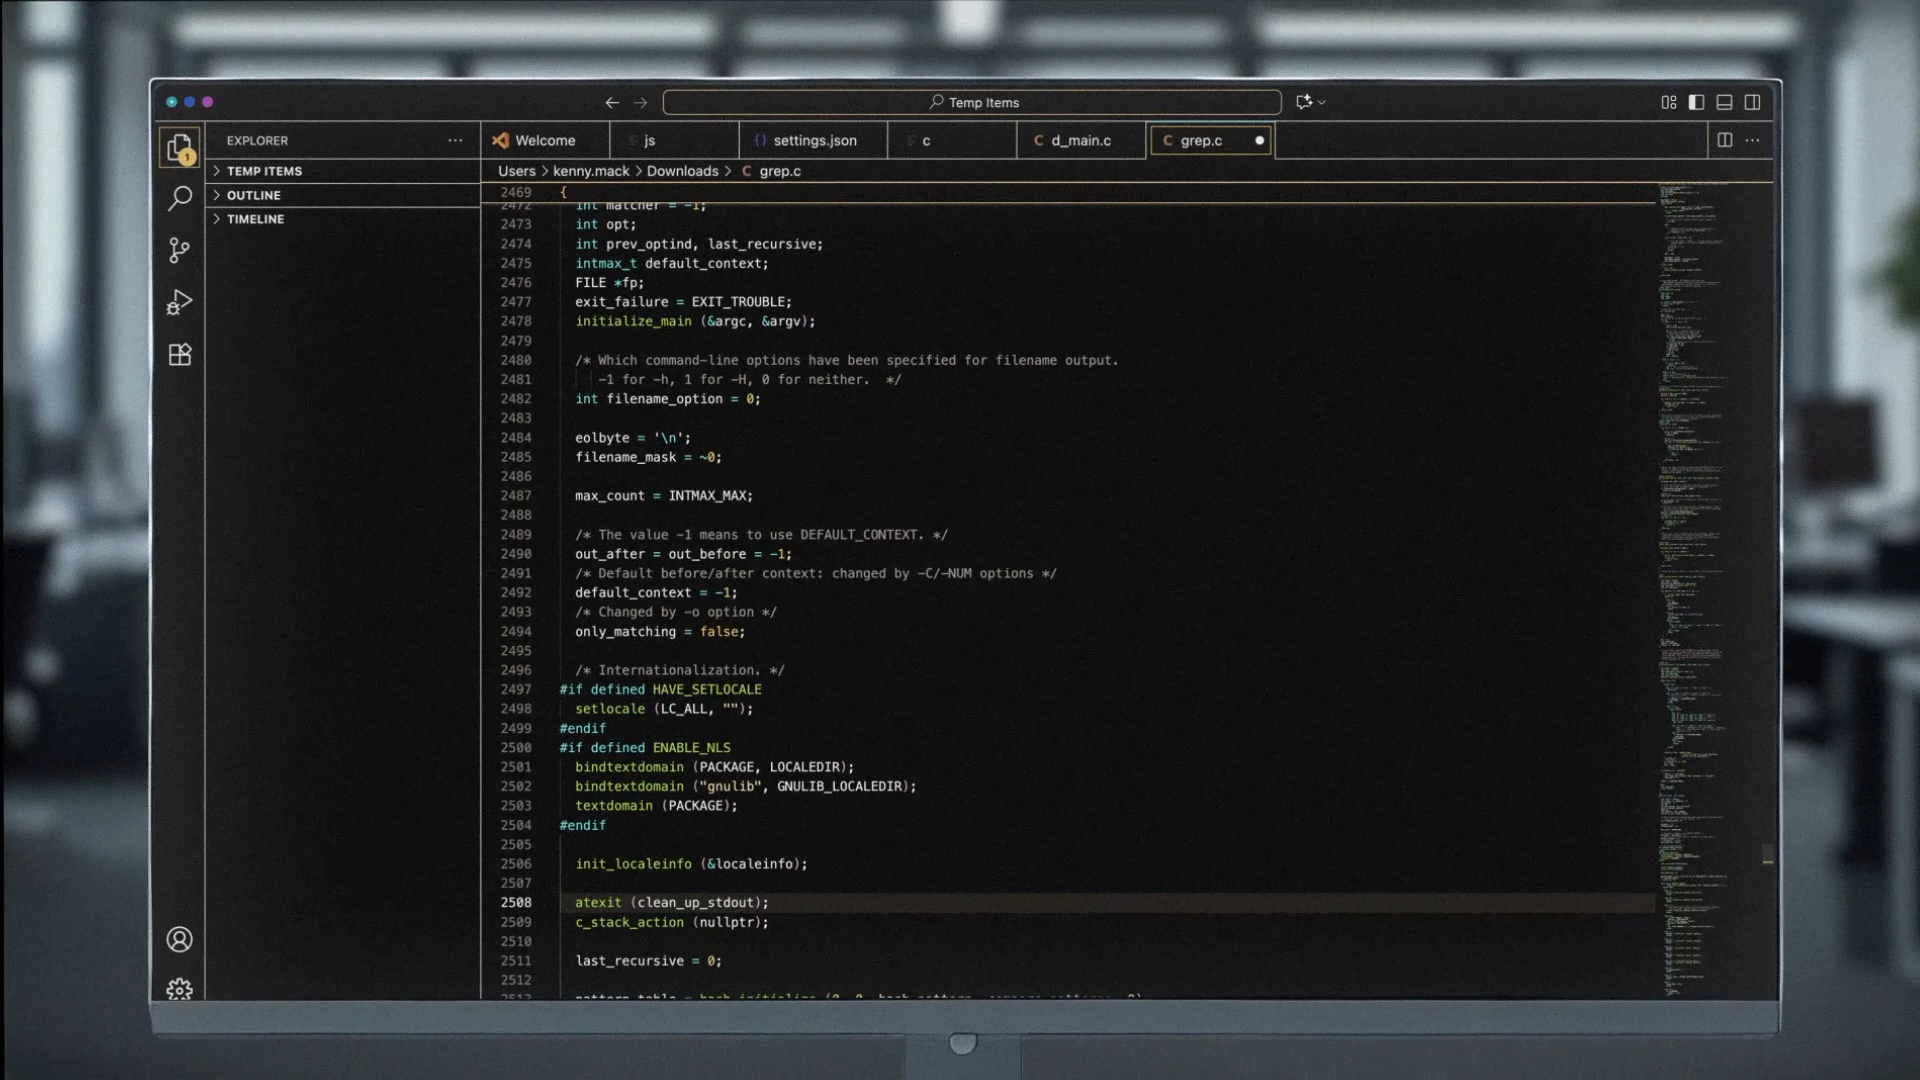 Temp Items
EXPLORER
1
TEMP ITEMS
OUTLINE
TIMELINE
Welcome
js
{} settings.json
c
C d_main.c
C grep.c
Users > kenny.mack > Downloads > C grep.c
2469 {
2472 int matcher = -1;
2473 int opt;
2474 int prev_optind, last_recursive;
2475 intmax_t default_context;
2476 FILE *fp;
2477 exit_failure = EXIT_TROUBLE;
2478 initialize_main (&argc, &argv);
2479
2480 /* Which command-line options have been specified for filename output.
2481 -1 for -h, 1 for -H, 0 for neither.  */
2482 int filename_option = 0;
2483
2484 eolbyte = '\n';
2485 filename_mask = ~0;
2486
2487 max_count = INTMAX_MAX;
2488
2489 /* The value -1 means to use DEFAULT_CONTEXT. */
2490 out_after = out_before = -1;
2491 /* Default before/after context: changed by -C/-NUM options */
2492 default_context = -1;
2493 /* Changed by -o option */
2494 only_matching = false;
2495
2496 /* Internationalization. */
2497 #if defined HAVE_SETLOCALE
2498 setlocale (LC_ALL, "");
2499 #endif
2500 #if defined ENABLE_NLS
2501 bindtextdomain (PACKAGE, LOCALEDIR);
2502 bindtextdomain ("gnulib", GNULIB_LOCALEDIR);
2503 textdomain (PACKAGE);
2504 #endif
2505
2506 init_localeinfo (&localeinfo);
2507
2508 atexit (clean_up_stdout);
2509 c_stack_action (nullptr);
2510
2511 last_recursive = 0;
2512